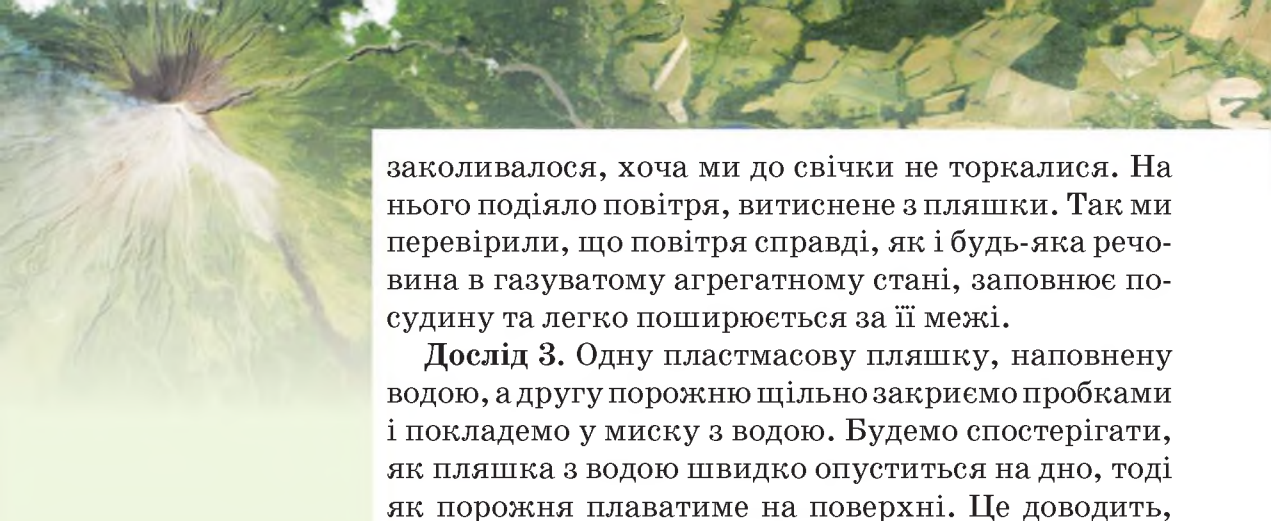 заколивалося, хоча ми до свічки не торкалися. На
нього подіяло повітря, витиснене з пляшки. Так ми
перевірили, що повітря справді, як і будь-яка речо-
вина в газуватому агрегатному стані, заповнює по-
судину та легко поширюється за її межі.
Дослід 3. Одну пластмасову пляшку, наповнену
водою, а другу порожню щільно закриємо пробками
і покладемо у миску з водою. Будемо спостерігати,
як пляшка з водою швидко опуститься на дно, тоді
як порожня плаватиме на поверхні. Це доводить,